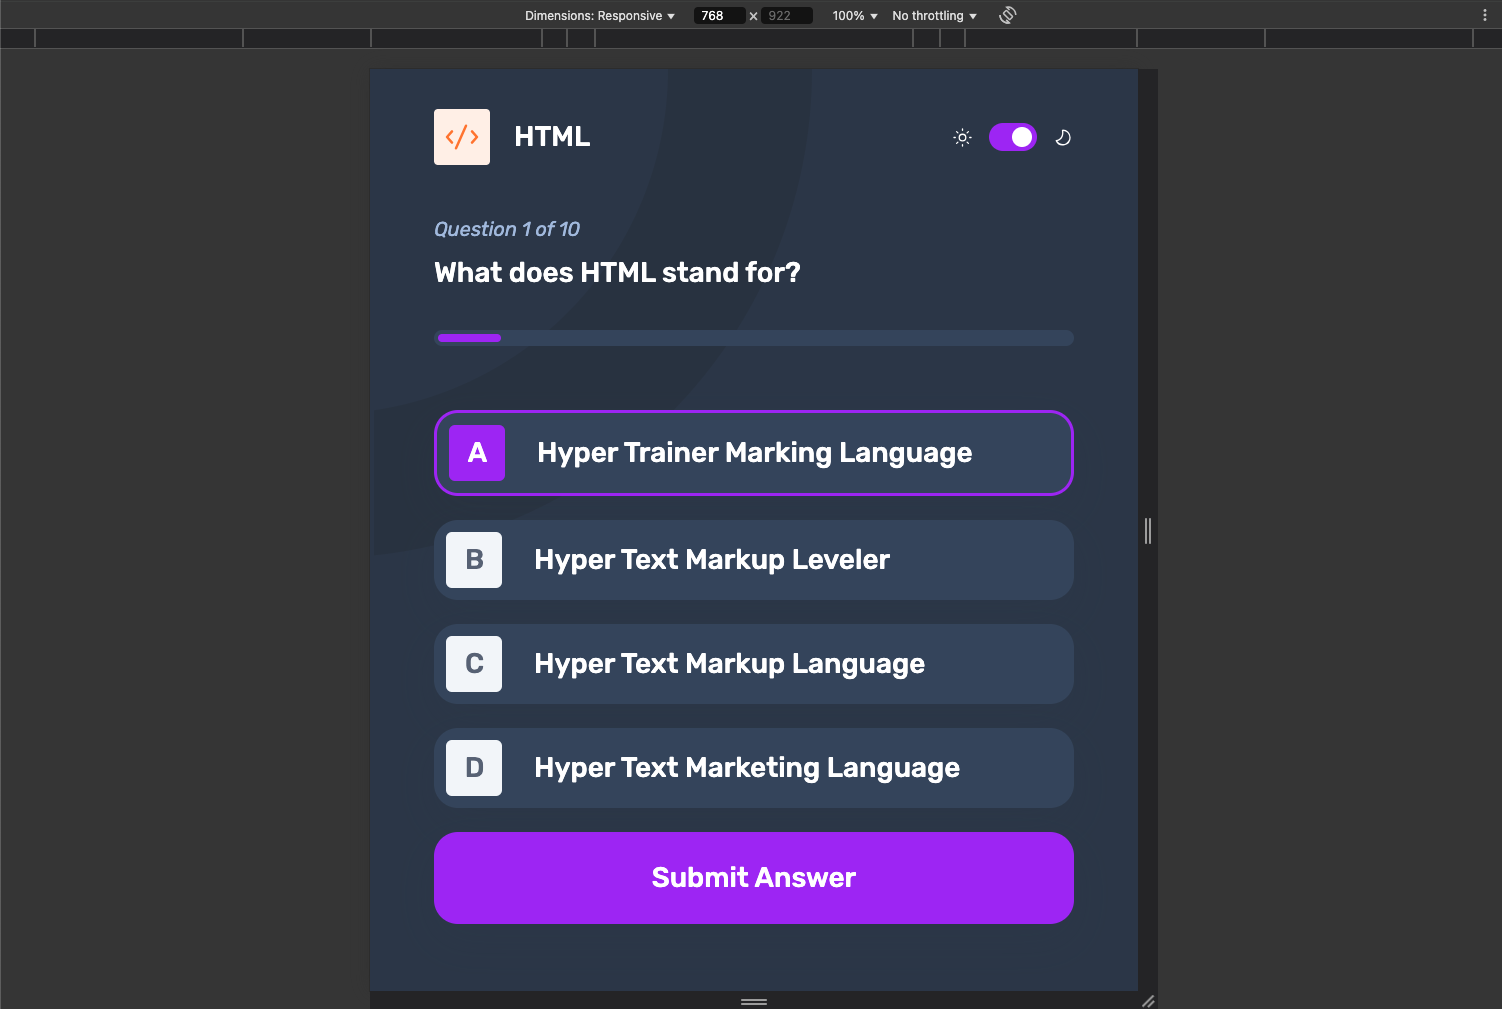 Dimensions: Responsive 768 x 922 100% No throttling
</> HTML
Question 1 of 10
What does HTML stand for?
A Hyper Trainer Marking Language
B Hyper Text Markup Leveler
C Hyper Text Markup Language
D Hyper Text Marketing Language
Submit Answer